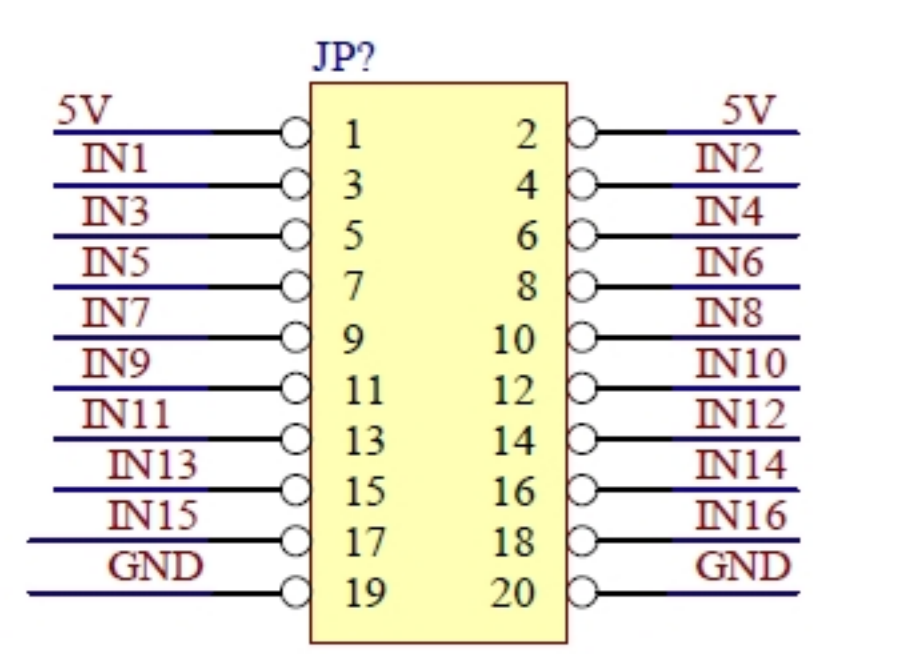 JP?
5V 1 2 5V
IN1 3 4 IN2
IN3 5 6 IN4
IN5 7 8 IN6
IN7 9 10 IN8
IN9 11 12 IN10
IN11 13 14 IN12
IN13 15 16 IN14
IN15 17 18 IN16
GND 19 20 GND